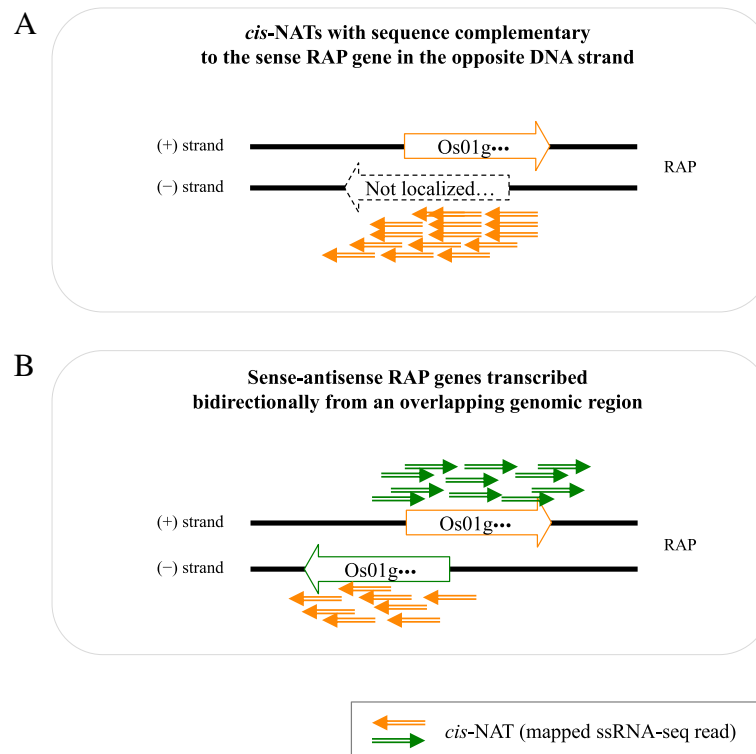 A
cis-NATs with sequence complementary
to the sense RAP gene in the opposite DNA strand
(+) strand
Os01g•••
RAP
(−) strand
Not localized…
B
Sense-antisense RAP genes transcribed
bidirectionally from an overlapping genomic region
(+) strand
Os01g•••
RAP
(−) strand
Os01g•••
cis-NAT (mapped ssRNA-seq read)